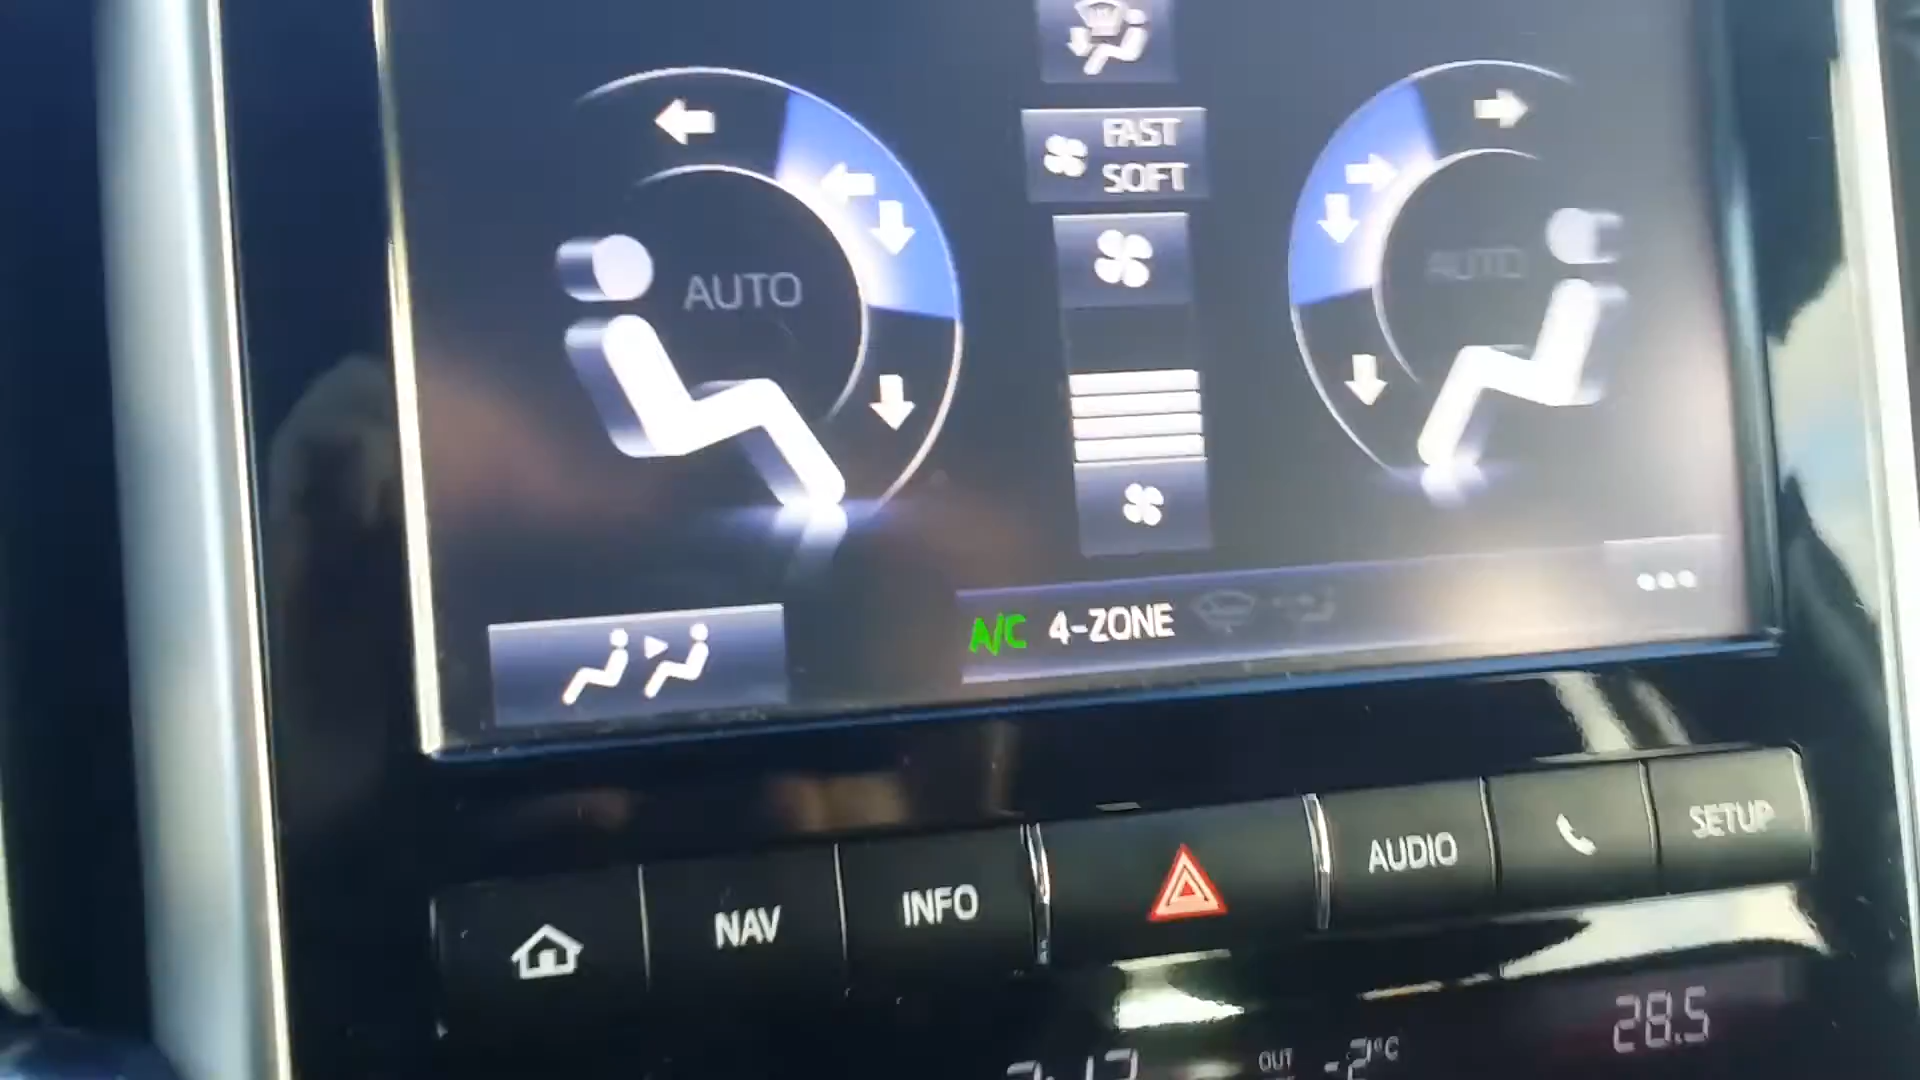 FAST
SOFT
AUTO
AUTO
A/C 4-ZONE
NAV
INFO
AUDIO
SETUP
28.5
OUT -2°C